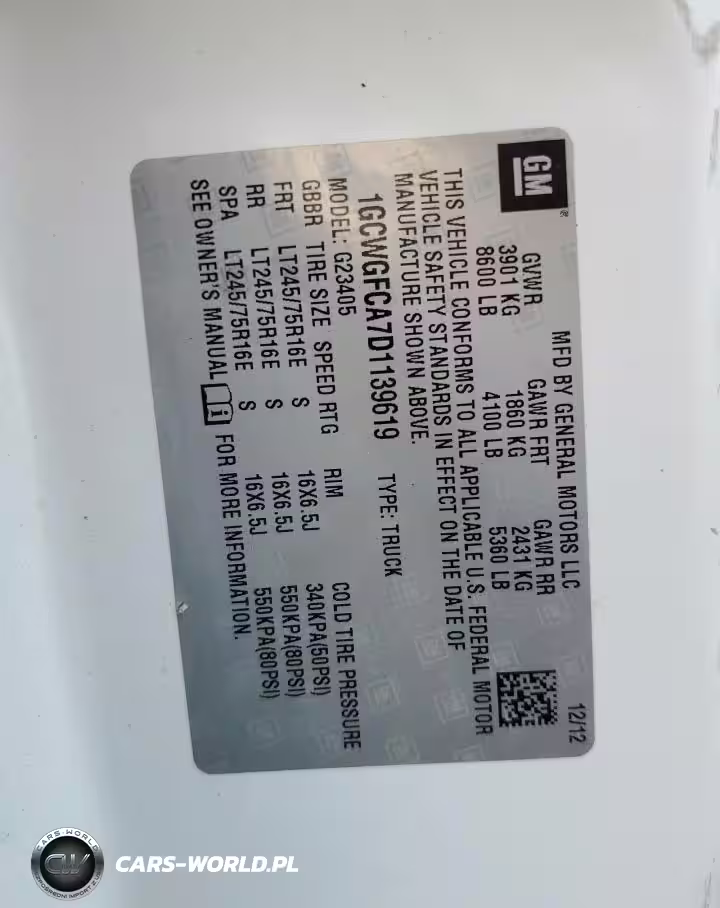 GM
MFD BY GENERAL MOTORS LLC 12/12
GVWR GAWR FRT GAWR RR
3901 KG 1860 KG 2431 KG
8600 LB 4100 LB 5360 LB
THIS VEHICLE CONFORMS TO ALL APPLICABLE U.S. FEDERAL MOTOR
VEHICLE SAFETY STANDARDS IN EFFECT ON THE DATE OF
MANUFACTURE SHOWN ABOVE.
1GCWGFCA7D1139619 TYPE: TRUCK
MODEL: G23405
GBBR TIRE SIZE SPEED RTG RIM COLD TIRE PRESSURE
FRT LT245/75R16E S 16X6.5J 340KPA(50PSI)
RR LT245/75R16E S 16X6.5J 550KPA(80PSI)
SPA LT245/75R16E S 16X6.5J 550KPA(80PSI)
SEE OWNER'S MANUAL FOR MORE INFORMATION.
CARS-WORLD
CW
CARS-WORLD.PL